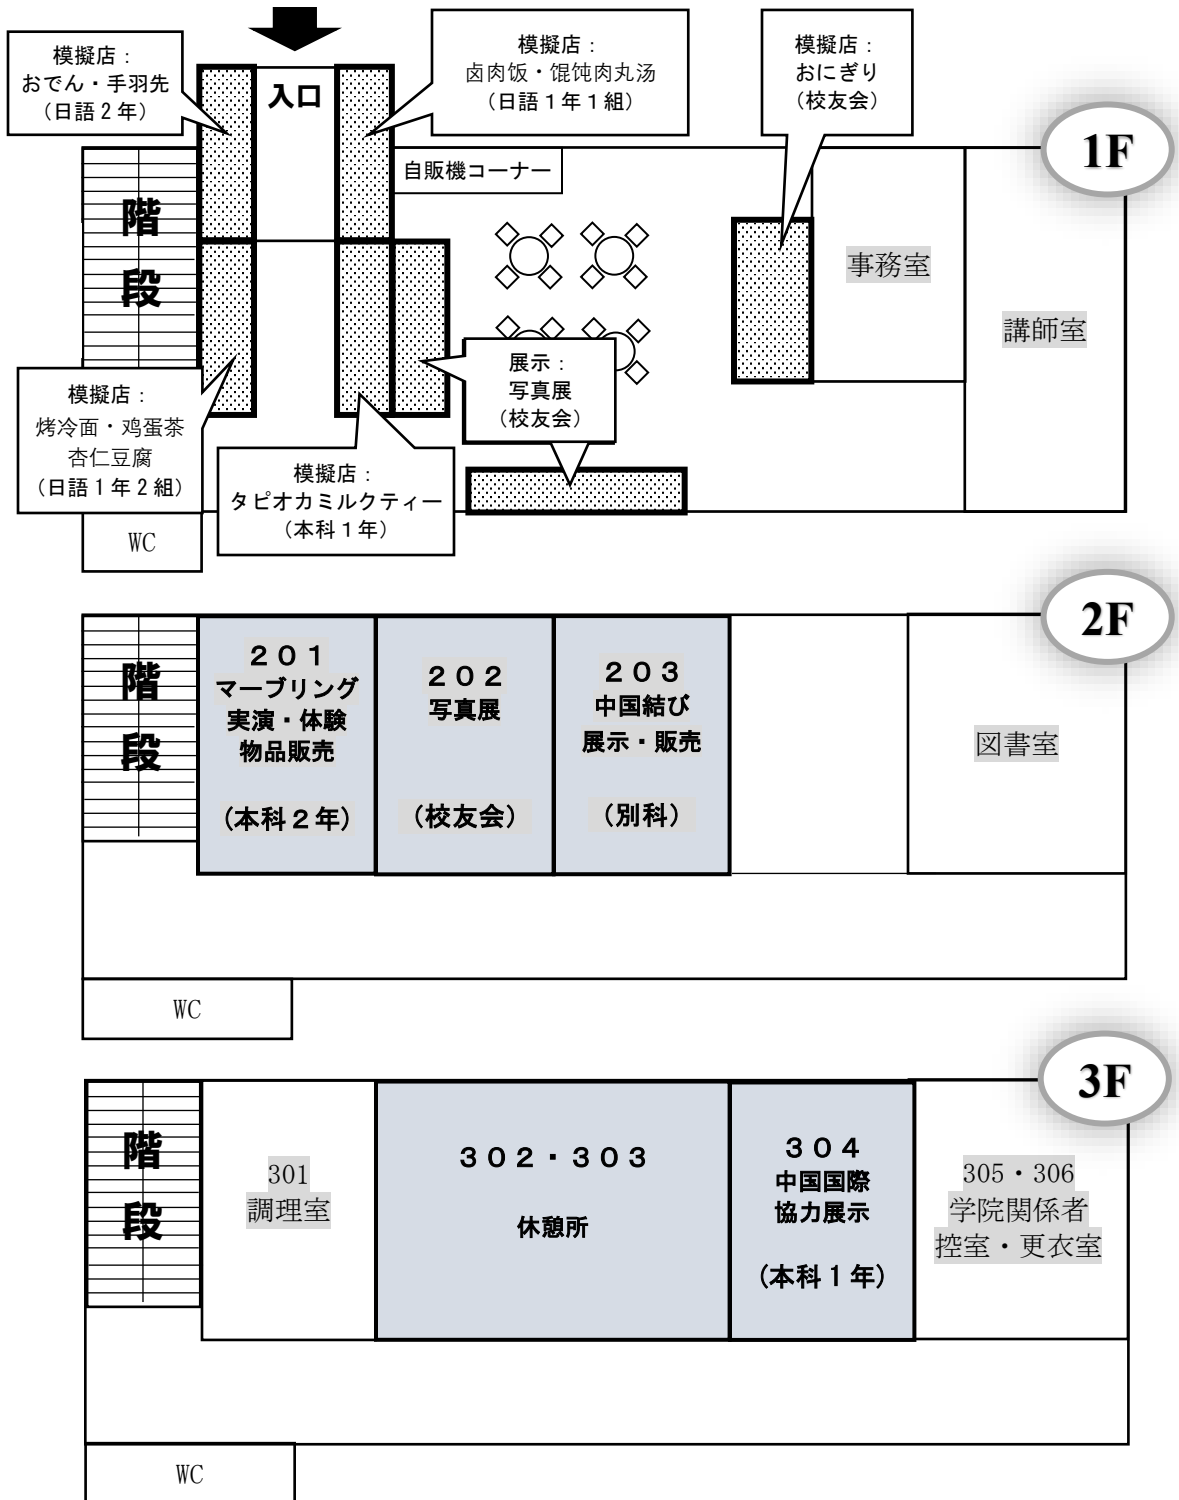 模擬店：
おでん・手羽先
（日語２年）
入口
模擬店：
卤肉饭・馄饨肉丸汤
（日語１年１組）
模擬店：
おにぎり
（校友会）
1F
自販機コーナー
階
段
事務室
講師室
展示：
写真展
（校友会）
模擬店：
烤冷面・鸡蛋茶
杏仁豆腐
（日語１年２組）
模擬店：
タピオカミルクティー
（本科１年）
WC
2F
階
段
２０１
マーブリング
実演・体験
物品販売
（本科２年）
２０２
写真展
（校友会）
２０３
中国結び
展示・販売
（別科）
図書室
WC
3F
階
段
301
調理室
３０２・３０３
休憩所
３０４
中国国際
協力展示
（本科１年）
305・306
学院関係者
控室・更衣室
WC